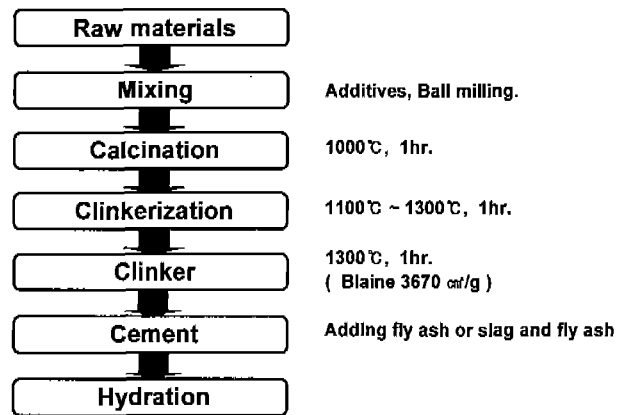 Raw materials
Mixing
Additives, Ball milling.
Calcination
1000℃, 1hr.
Clinkerization
1100℃ ~ 1300℃, 1hr.
Clinker
1300℃, 1hr.
( Blaine 3670 ㎠/g )
Cement
Adding fly ash or slag and fly ash
Hydration